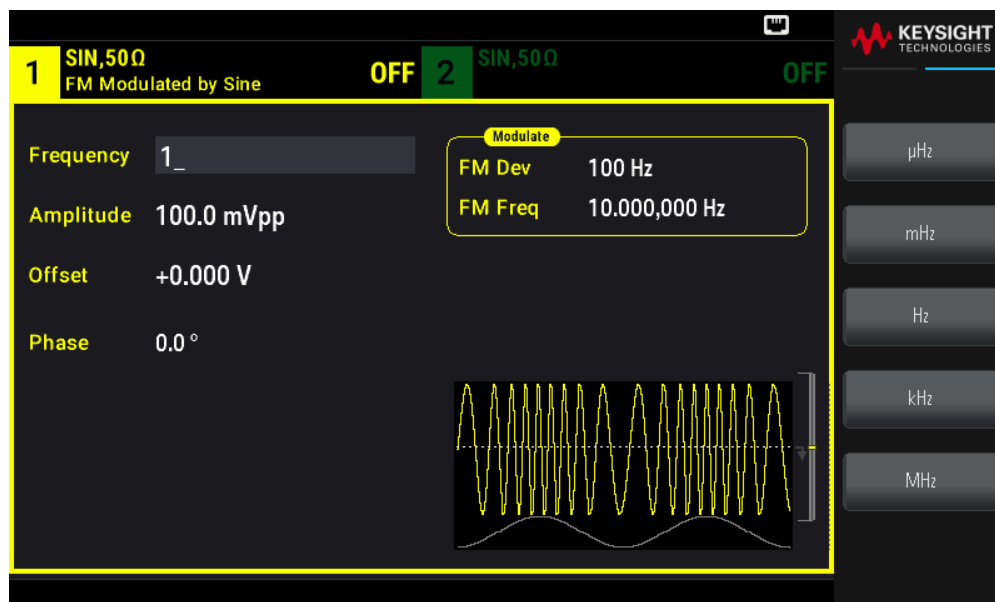 KEYSIGHT
TECHNOLOGIES
1 SIN,50Ω OFF
FM Modulated by Sine
2 SIN,50Ω OFF
Frequency 1_
Amplitude 100.0 mVpp
Offset +0.000 V
Phase 0.0 °
Modulate
FM Dev 100 Hz
FM Freq 10.000,000 Hz
µHz
mHz
Hz
kHz
MHz